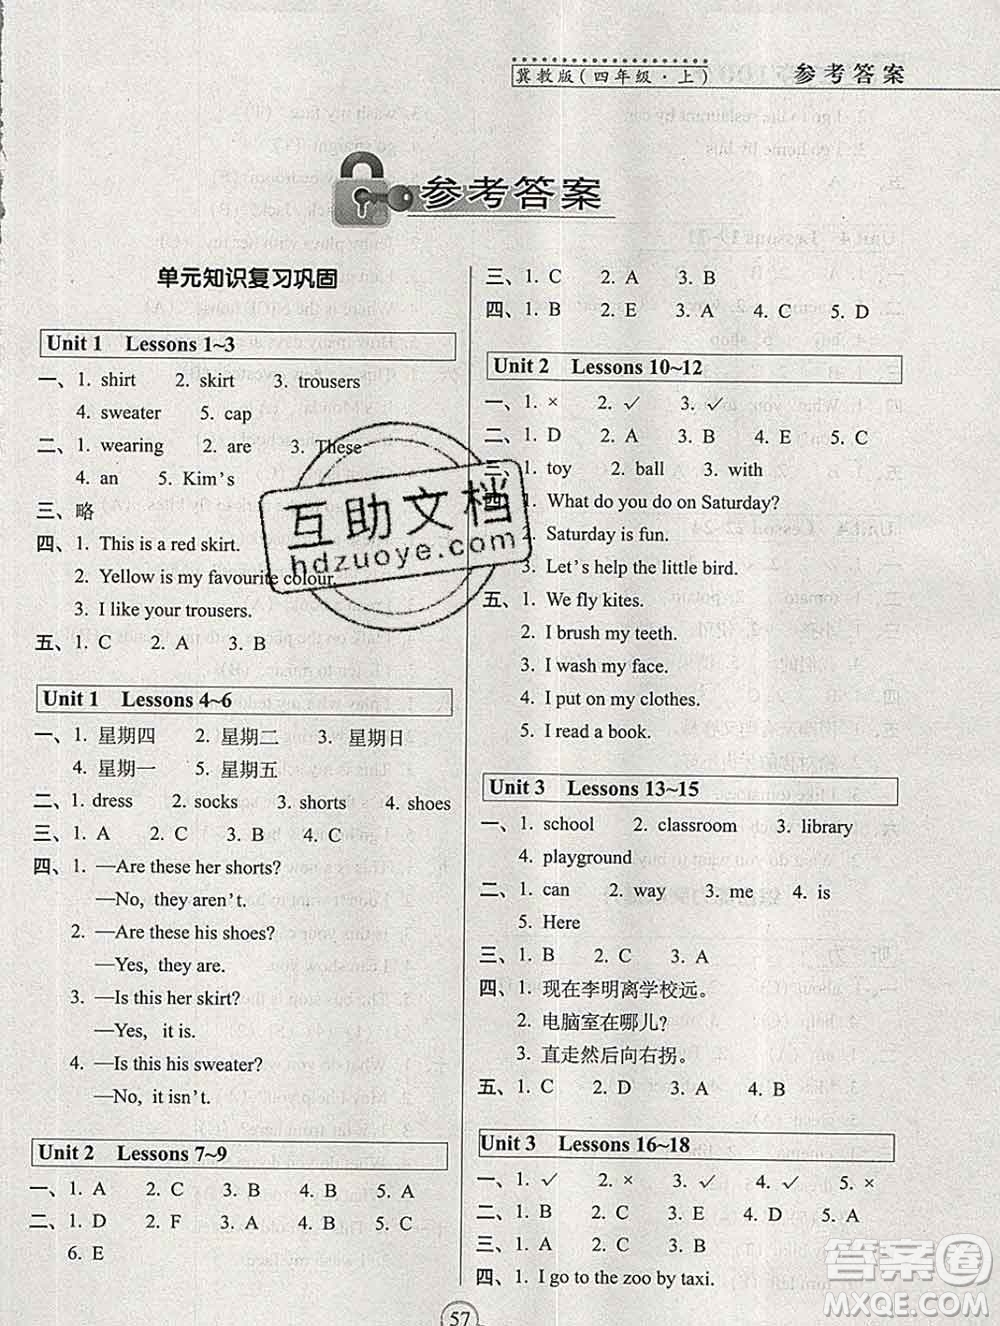 冀教版(四年级·上) 参考答案
参考答案
单元知识复习巩固
Unit 1 Lessons 1~3
一、1. shirt 2. skirt 3. trousers
4. sweater 5. cap
二、1. wearing 2. are 3. These
4. an 5. Kim's
三、略
四、1. This is a red skirt.
2. Yellow is my favourite colour.
3. I like your trousers.
五、1. C 2. A 3. B
Unit 1 Lessons 4~6
一、1. 星期四 2. 星期二 3. 星期日
4. 星期一 5. 星期五
二、1. dress 2. socks 3. shorts 4. shoes
三、1. A 2. C 3. B 4. C
四、1. —Are these her shorts?
—No, they aren't.
2. —Are these his shoes?
—Yes, they are.
3. —Is this her skirt?
—Yes, it is.
4. —Is this his sweater?
—No, it isn't.
Unit 2 Lessons 7~9
一、1. A 2. C 3. B 4. B 5. A
二、1. D 2. F 3. A 4. B 5. C
6. E
三、1. C 2. A 3. B
四、1. B 2. E 3. A 4. C 5. D
Unit 2 Lessons 10~12
一、1. × 2. ✓ 3. ✓
二、1. D 2. A 3. B 4. E 5. C
三、1. toy 2. ball 3. with
四、1. What do you do on Saturday?
2. Saturday is fun.
3. Let's help the little bird.
五、1. We fly kites.
2. I brush my teeth.
3. I wash my face.
4. I put on my clothes.
5. I read a book.
Unit 3 Lessons 13~15
一、1. school 2. classroom 3. library
4. playground
二、1. can 2. way 3. me 4. is
5. Here
三、1. B 2. C 3. A
四、1. 现在李明离学校远。
2. 电脑室在哪儿?
3. 直走然后向右拐。
五、1. C 2. D 3. A 4. B
Unit 3 Lessons 16~18
一、1. ✓ 2. × 3. ✓ 4. ✓ 5. ×
二、1. B 2. C 3. E 4. D 5. A
三、1. A 2. C 3. A
四、1. I go to the zoo by taxi.
57
互助文档
hdzuoye.com
答案圈
MXQE.COM